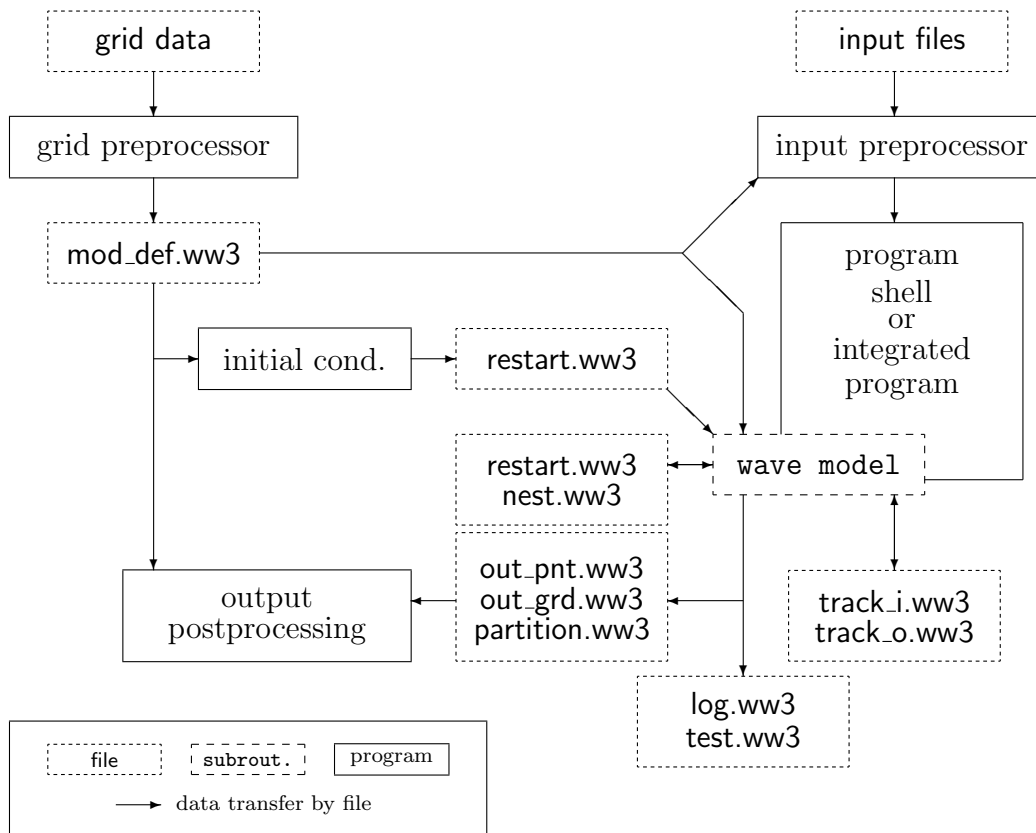 grid data
input files
grid preprocessor
input preprocessor
mod_def.ww3
program
shell
or
integrated
program
initial cond.
restart.ww3
restart.ww3
nest.ww3
wave model
out_pnt.ww3
out_grd.ww3
partition.ww3
output
postprocessing
track_i.ww3
track_o.ww3
log.ww3
test.ww3
file
subrout.
program
data transfer by file